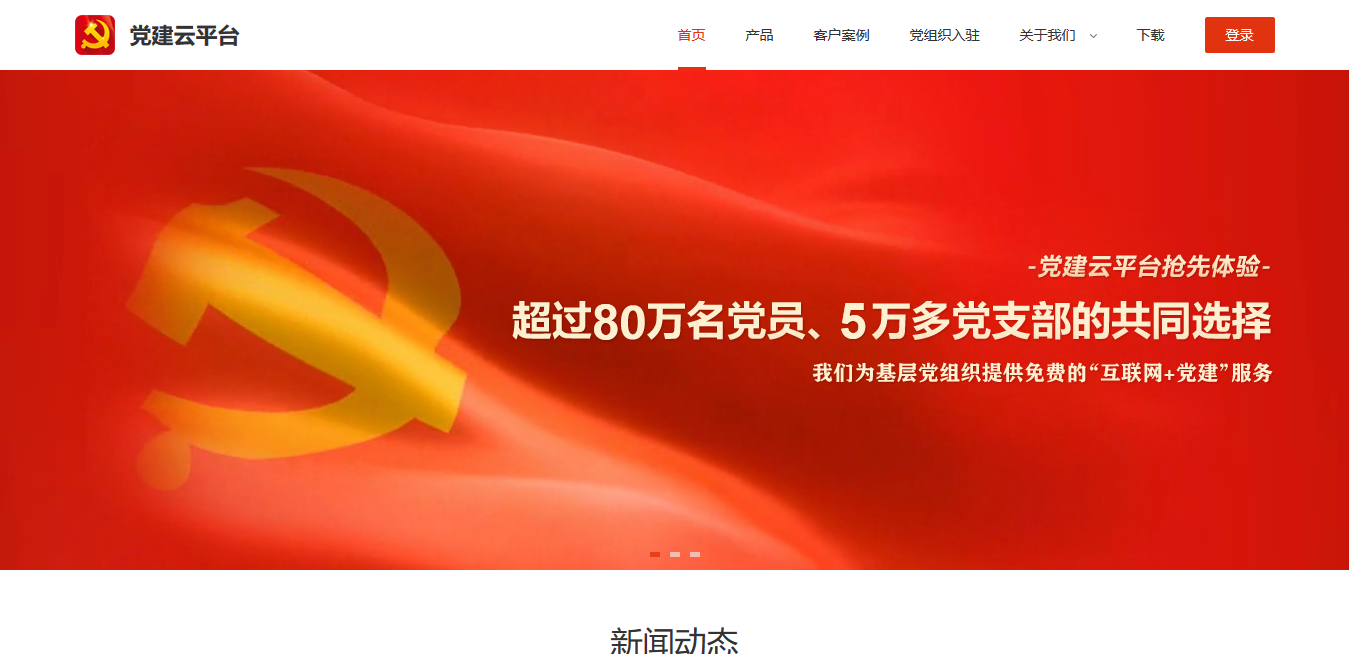 党建云平台
首页 产品 客户案例 党组织入驻 关于我们 下载 登录
-党建云平台抢先体验-
超过80万名党员、5万多党支部的共同选择
我们为基层党组织提供免费的“互联网+党建”服务
新闻动态